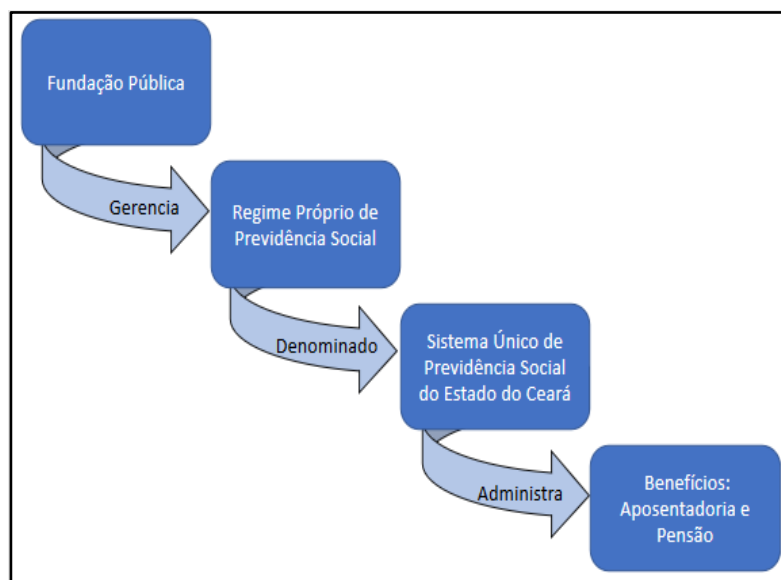 Fundação Pública
Gerencia
Regime Próprio de
Previdência Social
Denominado
Sistema Único de
Previdência Social
do Estado do Ceará
Administra
Benefícios:
Aposentadoria e
Pensão